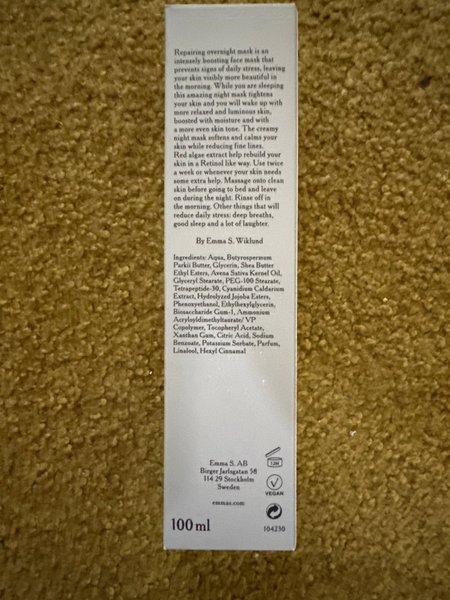 Repairing overnight mask is an
intensely boosting face mask that
prevents signs of daily stress, leaving
your skin visibly more beautiful in
the morning. While you are sleeping
this amazing night mask tightens
your skin and you will wake up with
more relaxed and luminous skin,
boosted with moisture and with
a more even skin tone. The creamy
night mask softens and calms your
skin while reducing fine lines.
Red algae extract help rebuild your
skin in a Retinol like way. Use twice
a week or whenever your skin needs
some extra help. Massage onto clean
skin before going to bed and leave
on during the night. Rinse off in
the morning. Other things that will
reduce daily stress: deep breaths,
good sleep and a lot of laughter.
By Emma S. Wiklund
Ingredients: Aqua, Butyrospermum
Parkii Butter, Glycerin, Shea Butter
Ethyl Esters, Avena Sativa Kernel Oil,
Glyceryl Stearate, PEG-100 Stearate,
Tetrapeptide-30, Cyanidium Caldarium
Extract, Hydrolyzed Jojoba Esters,
Phenoxyethanol, Ethylhexylglycerin,
Biosaccharide Gum-1, Ammonium
Acryloyldimethyltaurate/ VP
Copolymer, Tocopheryl Acetate,
Xanthan Gum, Citric Acid, Sodium
Benzoate, Potassium Sorbate, Parfum,
Linalool, Hexyl Cinnamal
Emma S. AB
Birger Jarlsgatan 58
114 29 Stockholm
Sweden
emmas.com
12M
VEGAN
100 ml
104230